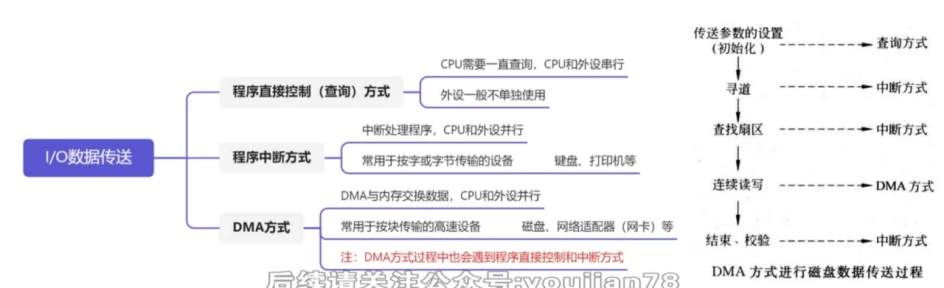 I/O数据传送
程序直接控制（查询）方式
CPU需要一直查询，CPU和外设串行
外设一般不单独使用
程序中断方式
中断处理程序，CPU和外设并行
常用于按字或字节传输的设备 键盘、打印机等
DMA方式
DMA与内存交换数据，CPU和外设并行
常用于按块传输的高速设备 磁盘、网络适配器（网卡）等
注：DMA方式过程中也会遇到程序直接控制和中断方式
后续请关注公众号:youjian78
传送参数的设置
(初始化) 查询方式
寻道 中断方式
查找扇区 中断方式
连续读写 DMA 方式
结束、校验 中断方式
DMA 方式进行磁盘数据传送过程